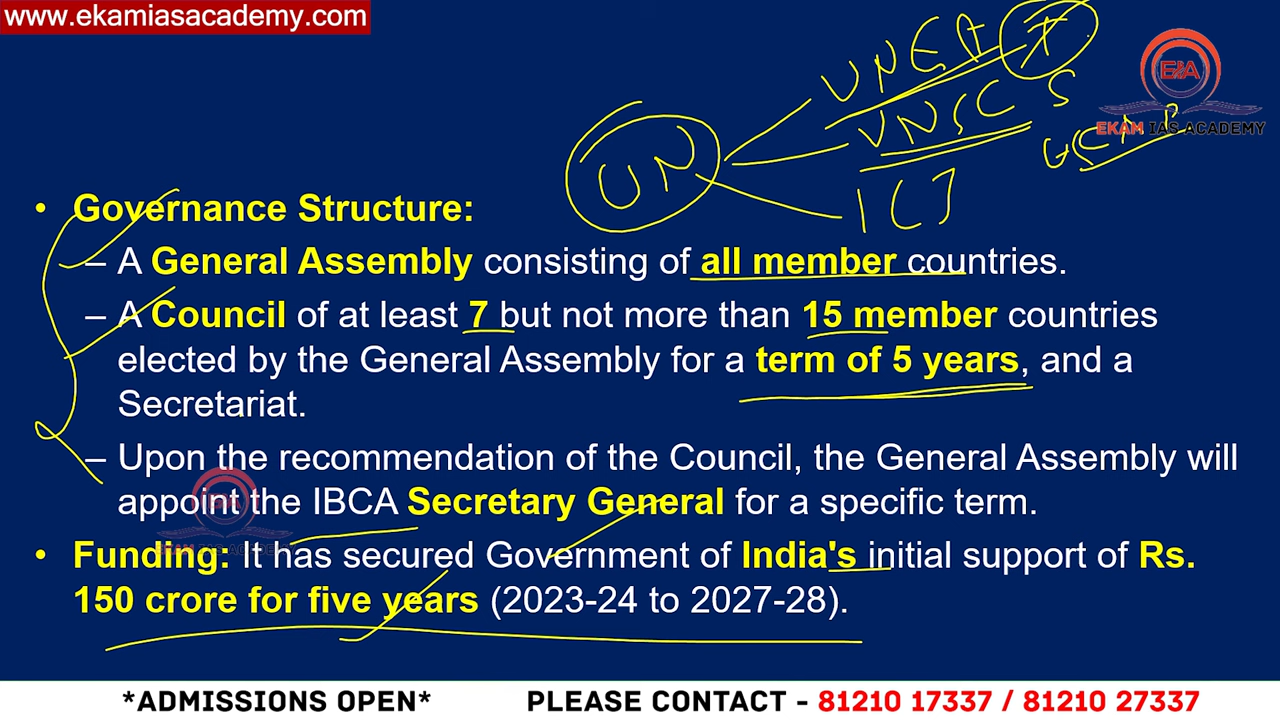 www.ekamiasacademy.com
EIA
EKAM IAS ACADEMY
UN
UNSC
ICJ
• Governance Structure:
– A General Assembly consisting of all member countries.
– A Council of at least 7 but not more than 15 member countries
elected by the General Assembly for a term of 5 years, and a
Secretariat.
– Upon the recommendation of the Council, the General Assembly will
appoint the IBCA Secretary General for a specific term.
• Funding: It has secured Government of India's initial support of Rs.
150 crore for five years (2023-24 to 2027-28).
EKAM IAS ACADEMY
*ADMISSIONS OPEN* PLEASE CONTACT - 81210 17337 / 81210 27337